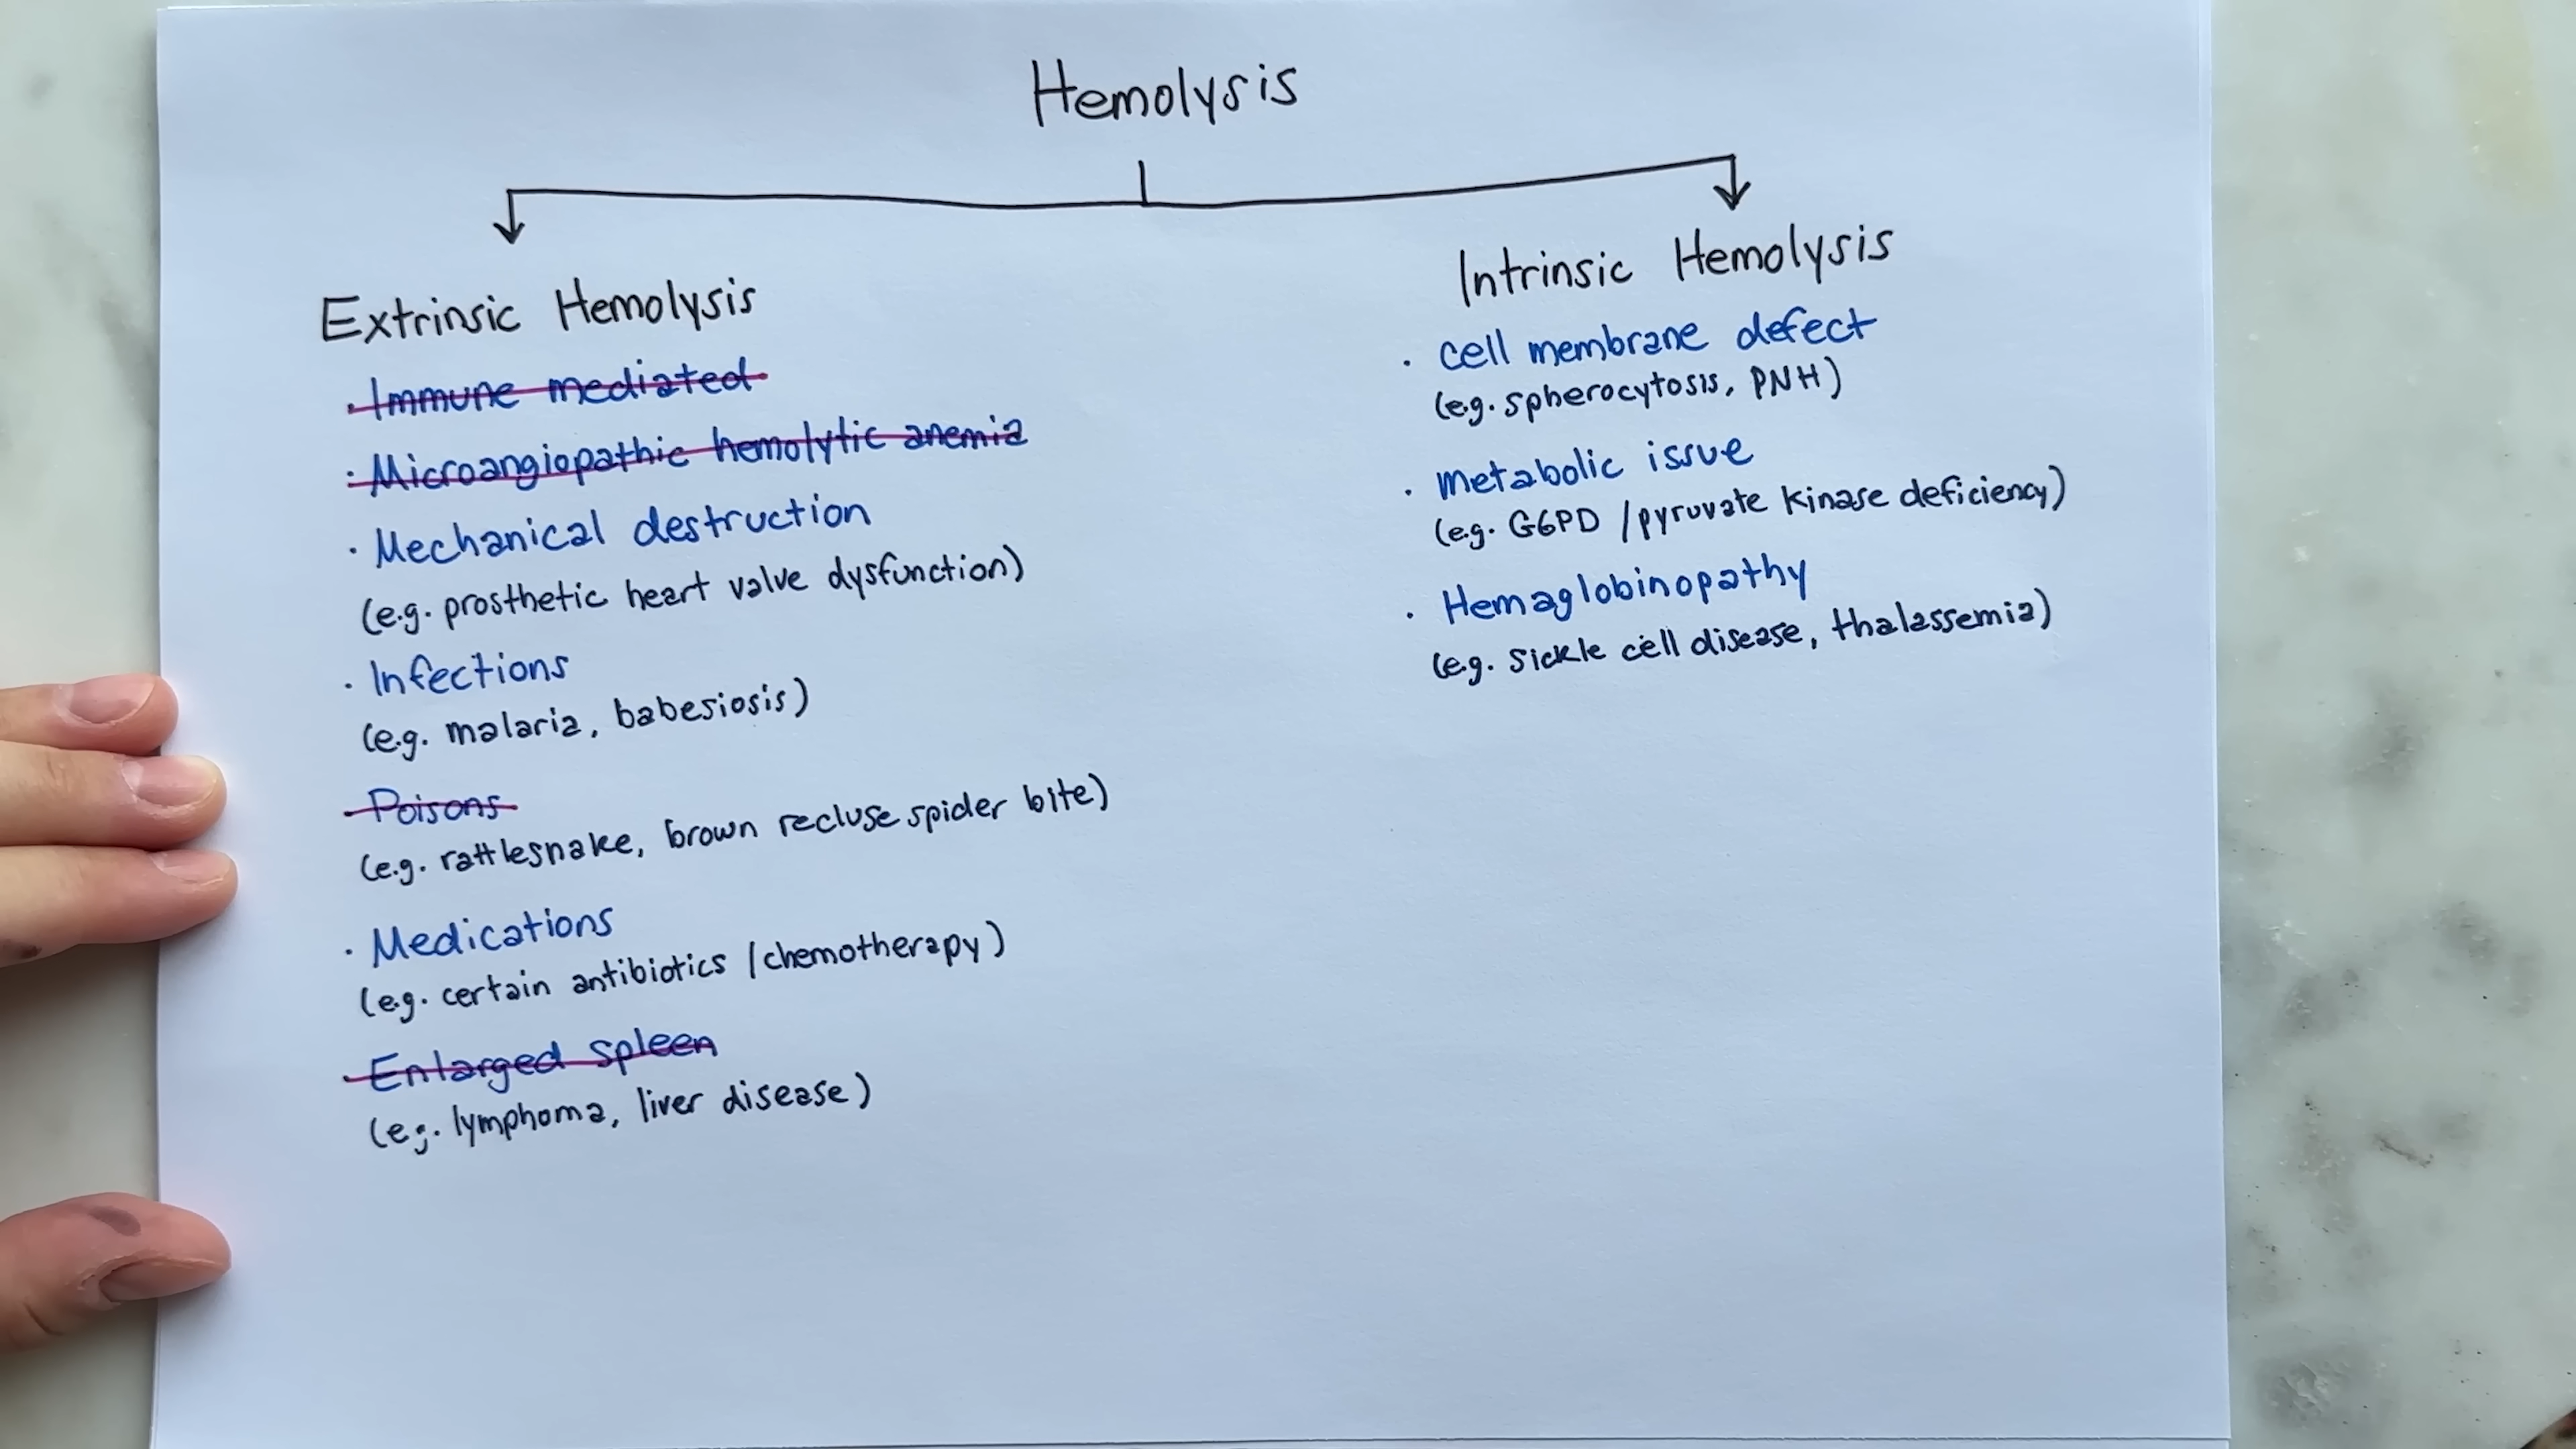 Hemolysis
Extrinsic Hemolysis
· Immune mediated
· Microangiopathic hemolytic anemia
· Mechanical destruction
(e.g. prosthetic heart valve dysfunction)
· Infections
(e.g. malaria, babesiosis)
· Poisons
(e.g. rattlesnake, brown recluse spider bite)
· Medications
(e.g. certain antibiotics / chemotherapy)
· Enlarged spleen
(e.g. lymphoma, liver disease)
Intrinsic Hemolysis
· cell membrane defect
(e.g. spherocytosis, PNH)
· metabolic issue
(e.g. G6PD / pyruvate kinase deficiency)
· Hemaglobinopathy
(e.g. sickle cell disease, thalassemia)